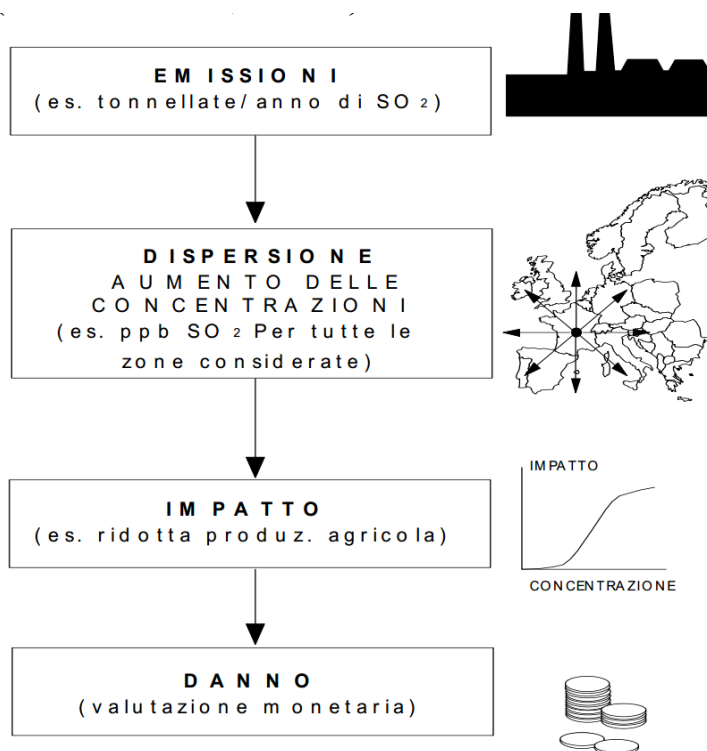 EMISSIONI
(es. tonnellate/anno di SO2)
DISPERSIONE
AUMENTO DELLE
CONCENTRAZIONI
(es. ppb SO2 Per tutte le
zone considerate)
IMPATTO
(es. ridotta produz. agricola)
IMPATTO
CONCENTRAZIONE
DANNO
(valutazione monetaria)